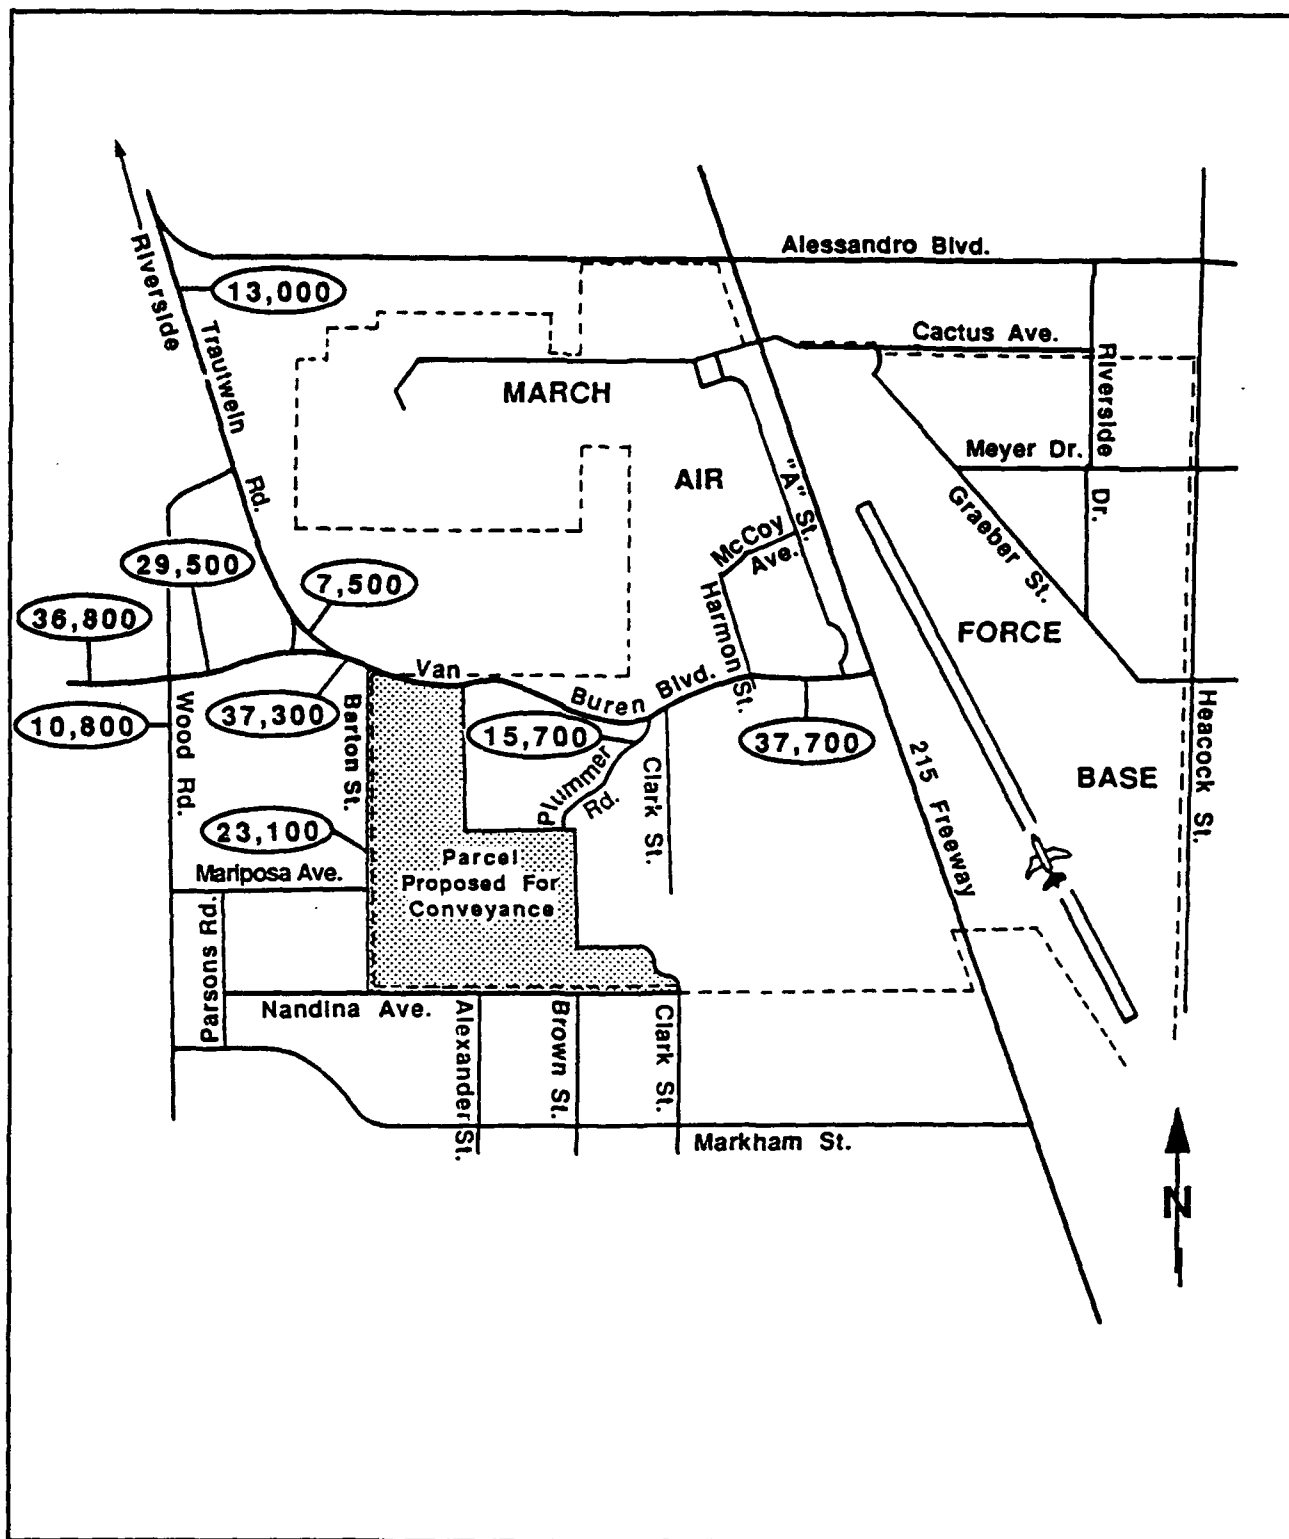 Alessandro Blvd.
Riverside
13,000
Trautwein
Rd.
Cactus Ave.
MARCH
Riverside
Dr.
Meyer Dr.
AIR
"A" St.
Graeber St.
McCoy
Ave.
29,500
7,500
36,800
Harmon St.
FORCE
Van
Buren Blvd.
Wood Rd.
10,800
37,300
Barton St.
15,700
37,700
Heacock St.
215 Freeway
BASE
Plummer
Rd.
Clark St.
23,100
Mariposa Ave.
Parcel
Proposed For
Conveyance
Parsons Rd.
Nandina Ave.
Alexander St.
Brown St.
Clark St.
Markham St.
N